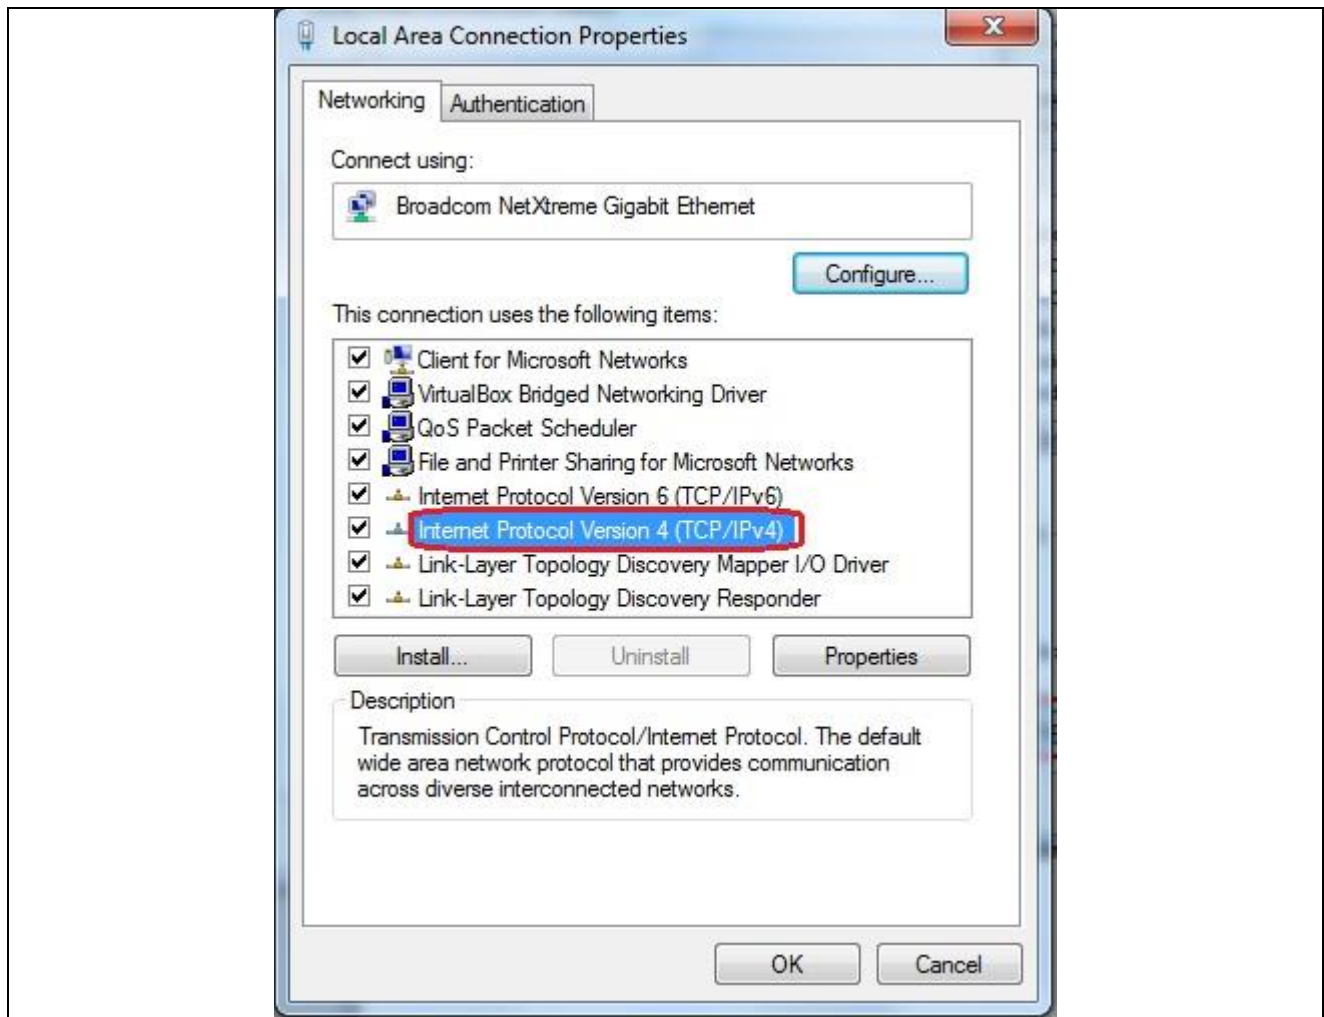 Local Area Connection Properties
Networking
Authentication
Connect using:
Broadcom NetXtreme Gigabit Ethernet
Configure...
This connection uses the following items:
Client for Microsoft Networks
VirtualBox Bridged Networking Driver
QoS Packet Scheduler
File and Printer Sharing for Microsoft Networks
Internet Protocol Version 6 (TCP/IPv6)
Internet Protocol Version 4 (TCP/IPv4)
Link-Layer Topology Discovery Mapper I/O Driver
Link-Layer Topology Discovery Responder
Install...
Uninstall
Properties
Description
Transmission Control Protocol/Internet Protocol. The default
wide area network protocol that provides communication
across diverse interconnected networks.
OK
Cancel